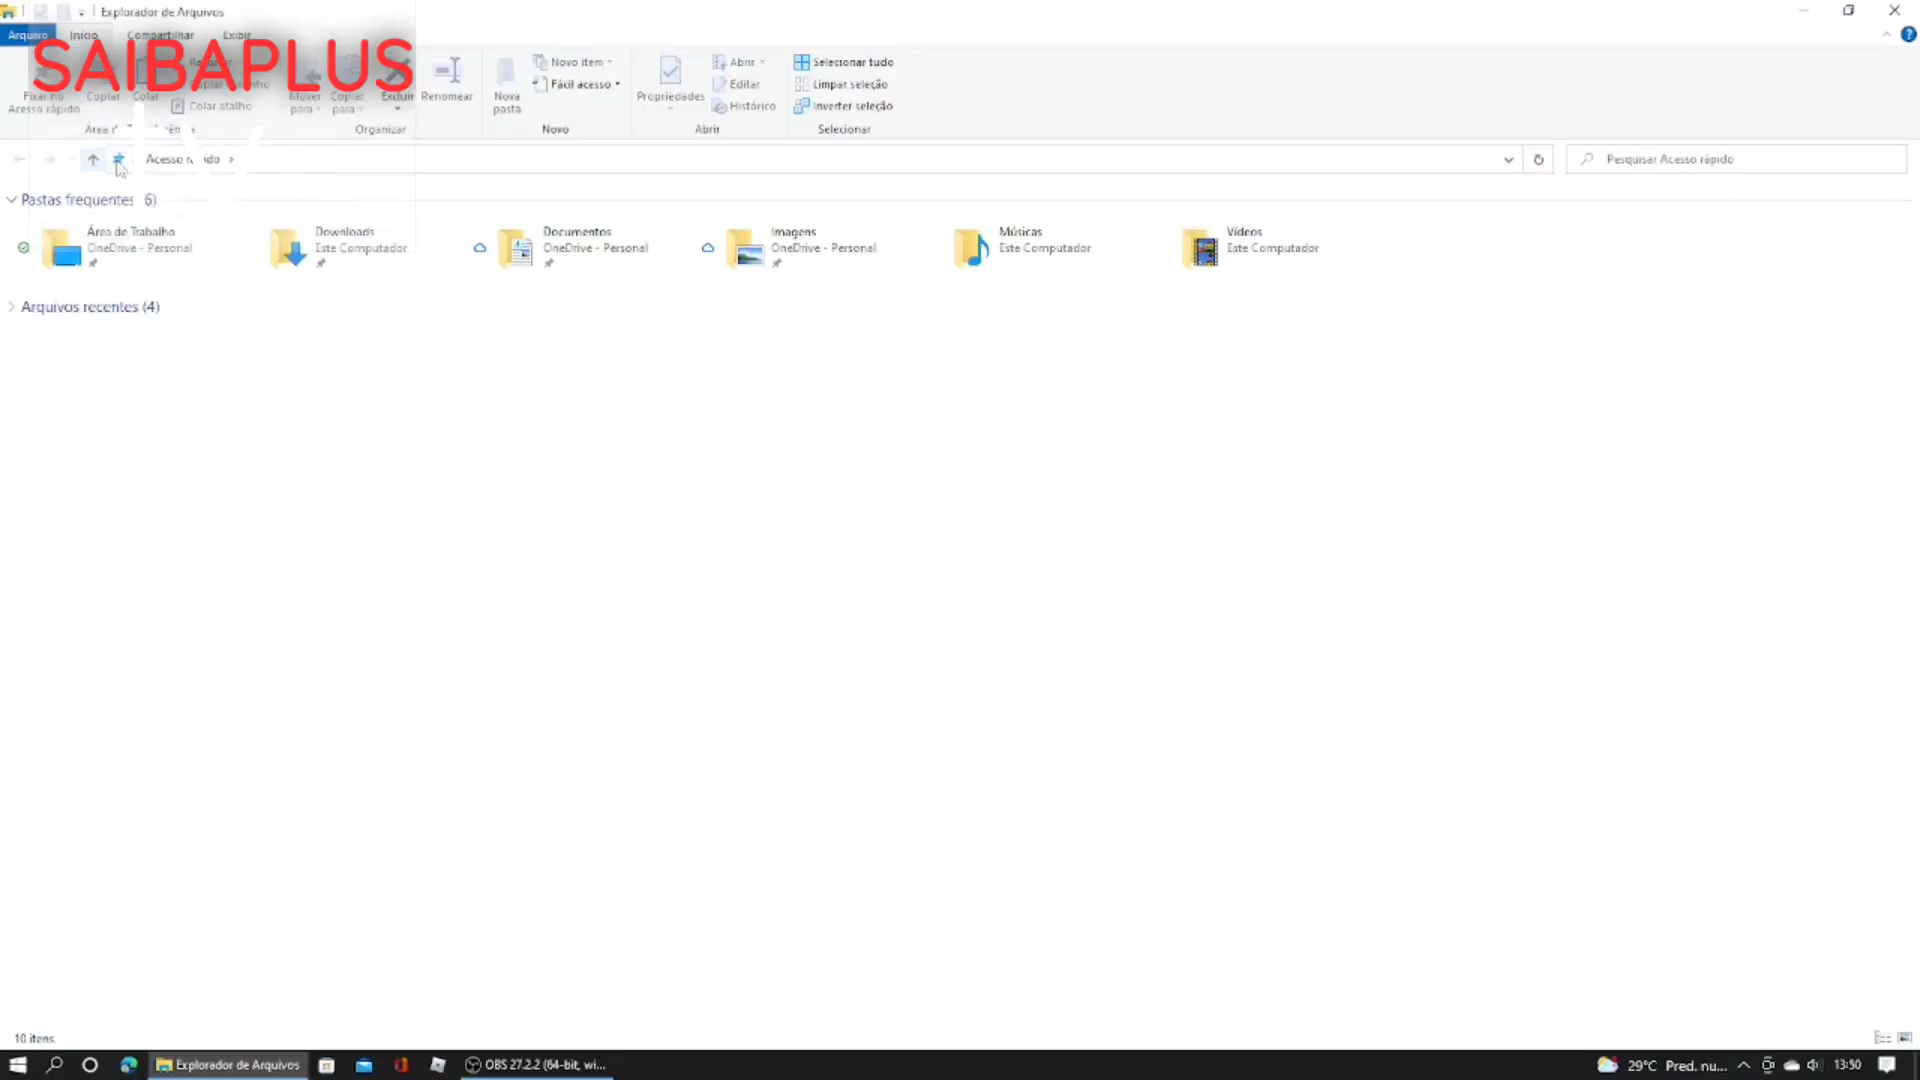 Explorador de Arquivos
Arquivo Início Compartilhar Exibir
SAIBAPLUS
Fixar no Acesso rápido
Copiar
Colar
Colar atalho
Área
Mover para
Copiar para
Excluir
Renomear
Organizar
Nova pasta
Novo item
Fácil acesso
Novo
Propriedades
Abrir
Editar
Histórico
Abrir
Selecionar tudo
Limpar seleção
Inverter seleção
Selecionar
Acesso
Pesquisar Acesso rápido
Pastas frequentes 6)
Área de Trabalho
OneDrive - Personal
Downloads
Este Computador
Documentos
OneDrive - Personal
Imagens
OneDrive - Personal
Músicas
Este Computador
Vídeos
Este Computador
Arquivos recentes (4)
10 itens
Explorador de Arquivos
OBS 27.2.2 (64-bit, wi...
29°C Pred. nu...
13:50